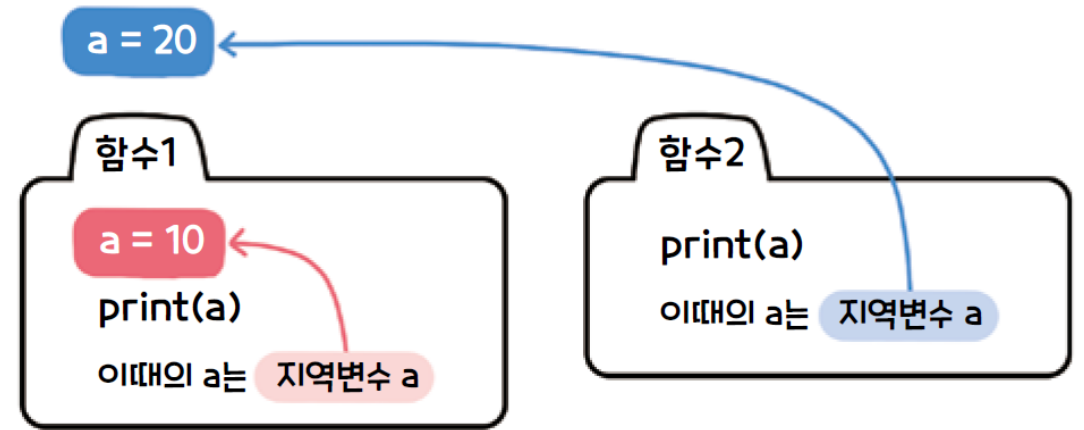 a = 20
함수1
a = 10
print(a)
이때의 a는 지역변수 a
함수2
print(a)
이때의 a는 지역변수 a